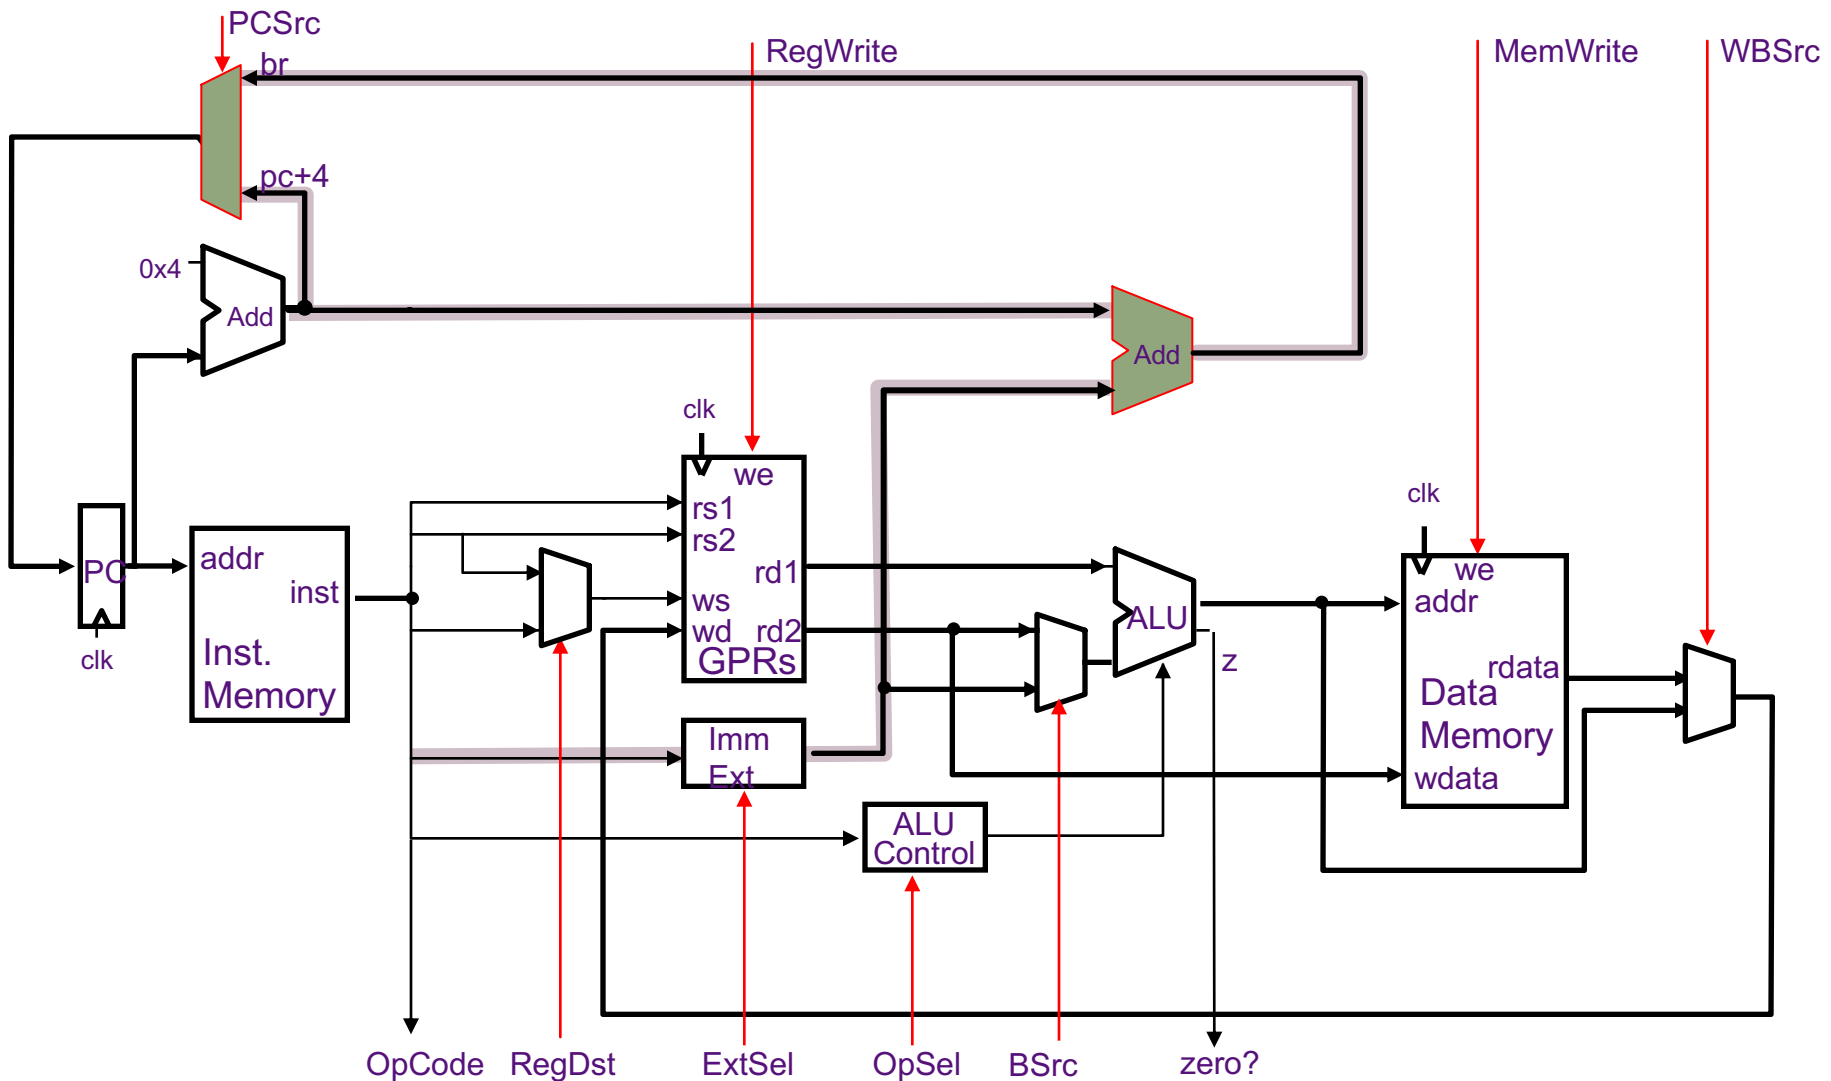 PCSrc
RegWrite
MemWrite
WBSrc
br
pc+4
0x4
Add
Add
clk
we
rs1
rs2
rd1
ws
wd
rd2
GPRs
clk
we
addr
rdata
Data
Memory
wdata
PC
clk
addr
inst
Inst.
Memory
ALU
z
Imm
Ext
ALU
Control
OpCode
RegDst
ExtSel
OpSel
BSrc
zero?